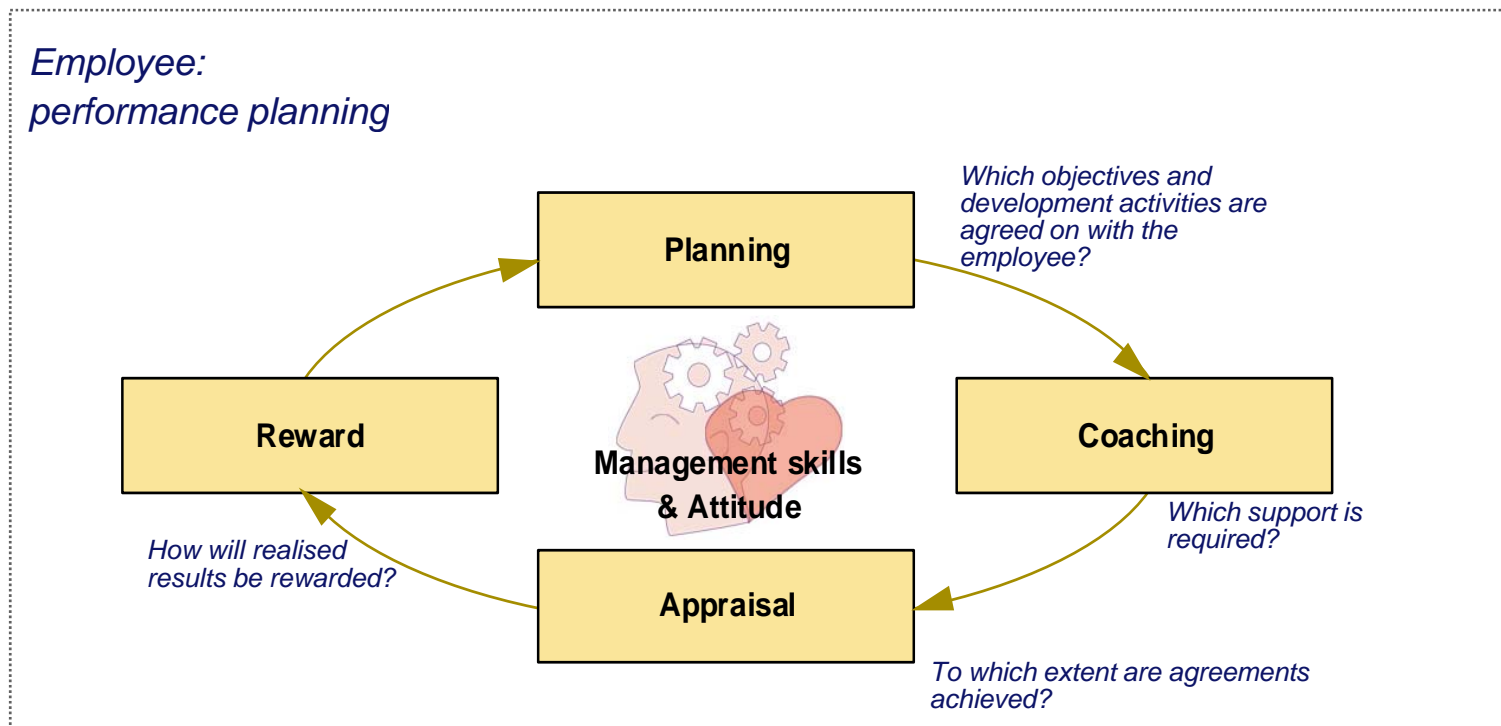 Employee:
performance planning
Which objectives and
development activities are
agreed on with the
employee?
Planning
Reward
Coaching
Management skills
& Attitude
Which support is
required?
How will realised
results be rewarded?
Appraisal
To which extent are agreements
achieved?